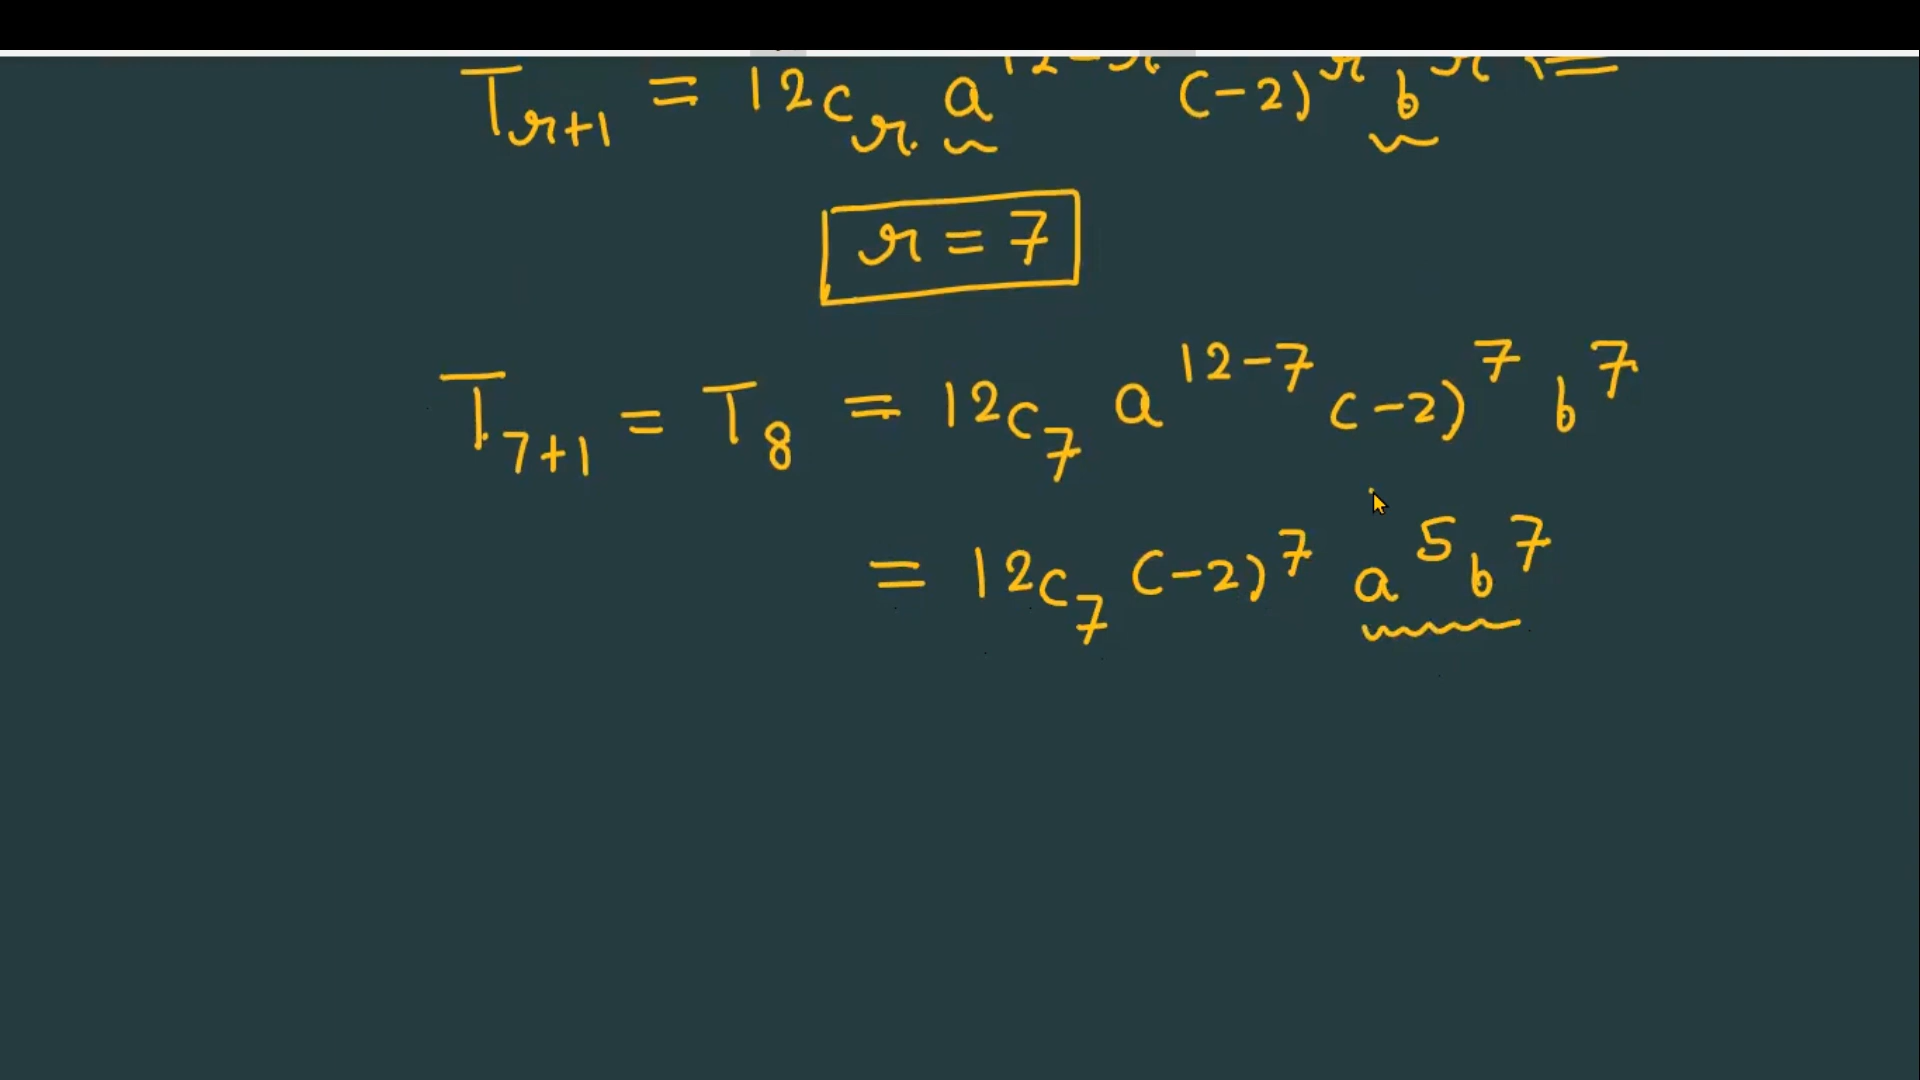 T_{r+1} = 12c_r a^{12-r} (-2)^r b^r
r = 7
T_{7+1} = T_8 = 12c_7 a^{12-7} (-2)^7 b^7
= 12c_7 (-2)^7 a^5 b^7